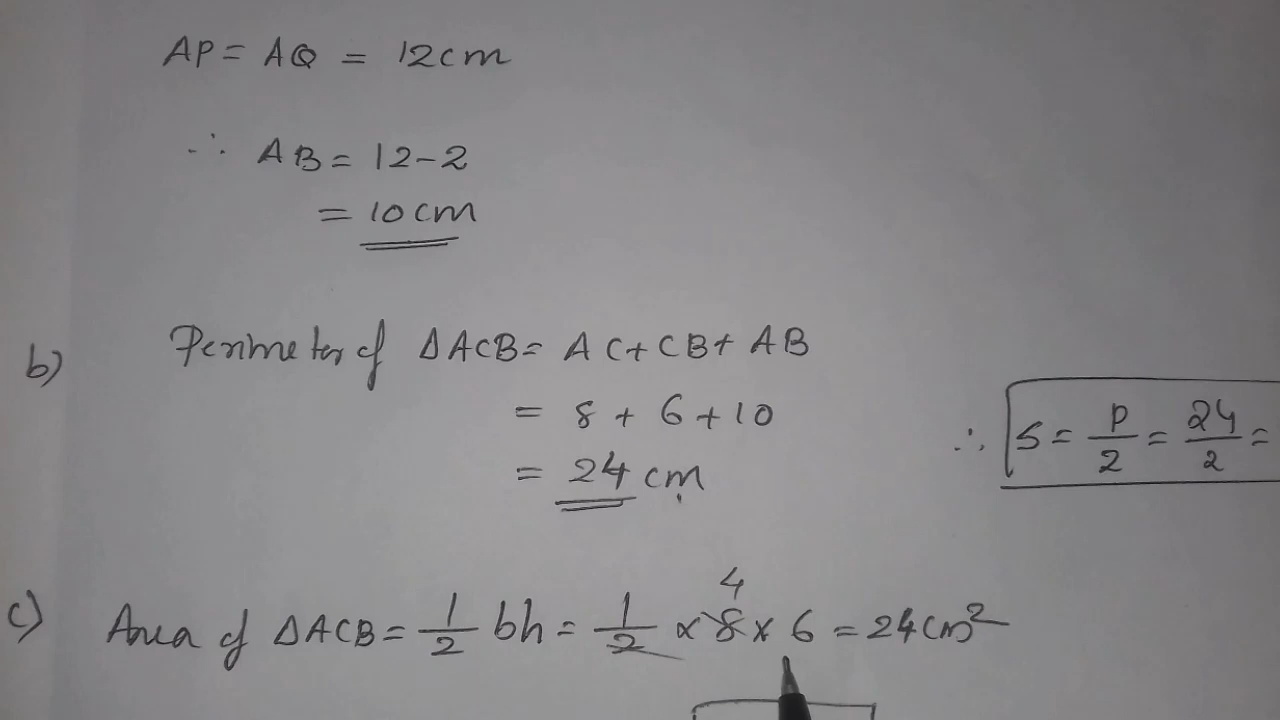 AP = AQ = 12cm
∴ AB = 12-2
= 10cm
b) Perimeter of ΔACB = AC + CB + AB
= 8 + 6 + 10
= 24 cm
∴ S = P/2 = 24/2 =
4
c) Area of ΔACB = 1/2 bh = 1/2 × 8 × 6 = 24cm²